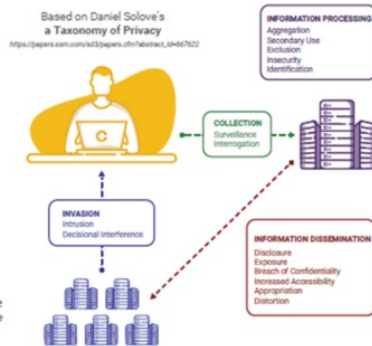 Based on Daniel Solove's
a Taxonomy of Privacy
https://papers.ssrn.com/sol3/papers.cfm?abstract_id=667622
C
COLLECTION
Surveillance
Interrogation
INFORMATION PROCESSING
Aggregation
Secondary Use
Exclusion
Insecurity
Identification
INVASION
Intrusion
Decisional Interference
INFORMATION DISSEMINATION
Disclosure
Exposure
Breach of Confidentiality
Increased Accessibility
Appropriation
Distortion